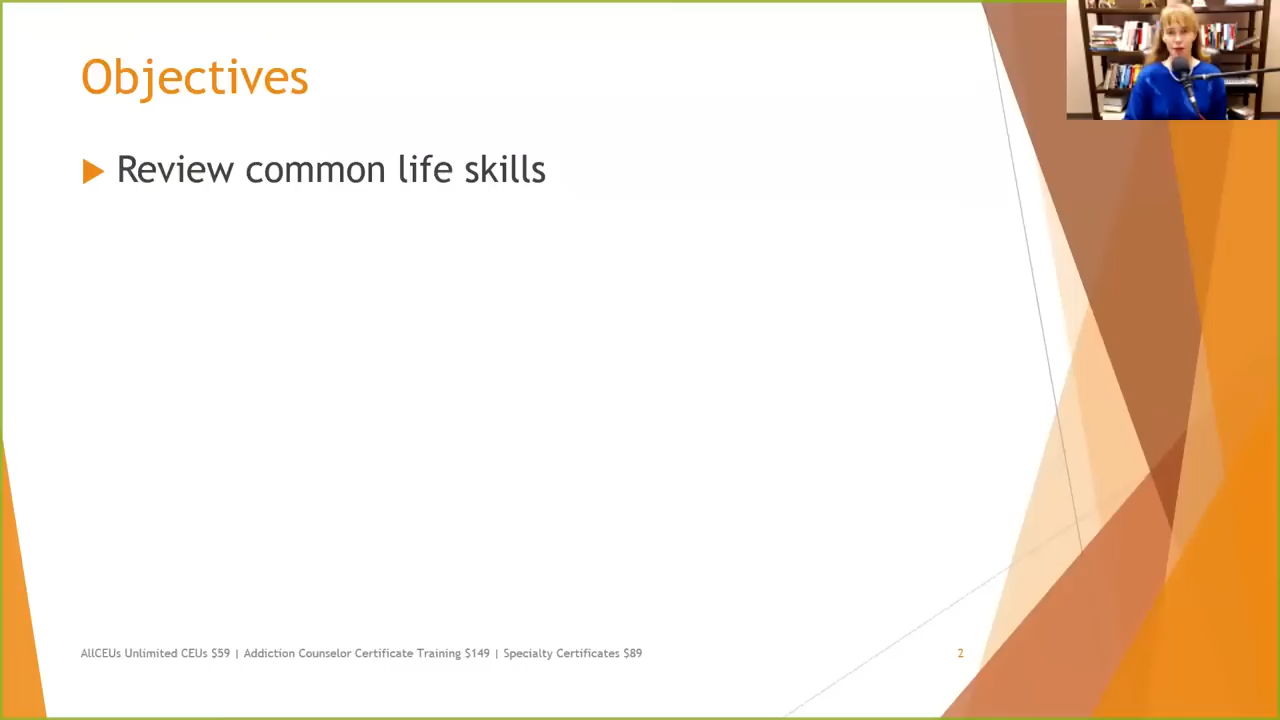 Objectives
Review common life skills
AllCEUs Unlimited CEUs $59 | Addiction Counselor Certificate Training $149 | Specialty Certificates $89
2